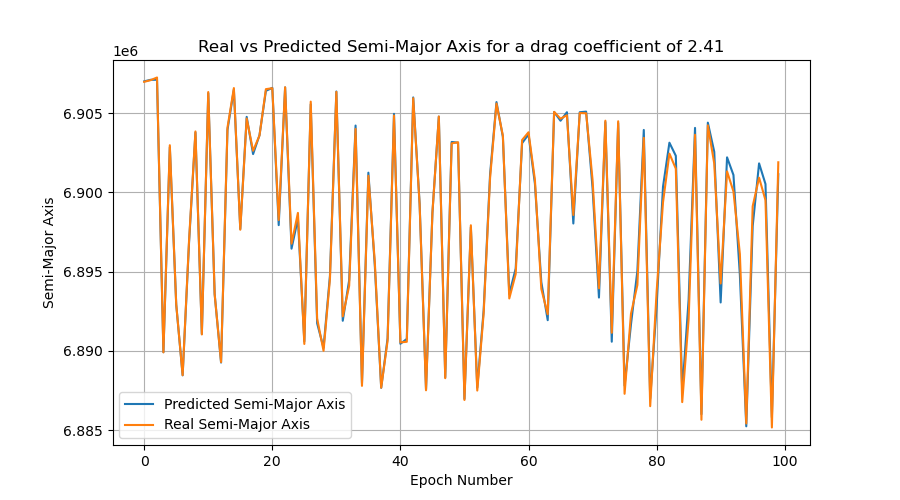 Real vs Predicted Semi-Major Axis for a drag coefficient of 2.41
1e6
6.905
6.900
6.895
6.890
6.885
Semi-Major Axis
Predicted Semi-Major Axis
Real Semi-Major Axis
0 20 40 60 80 100
Epoch Number